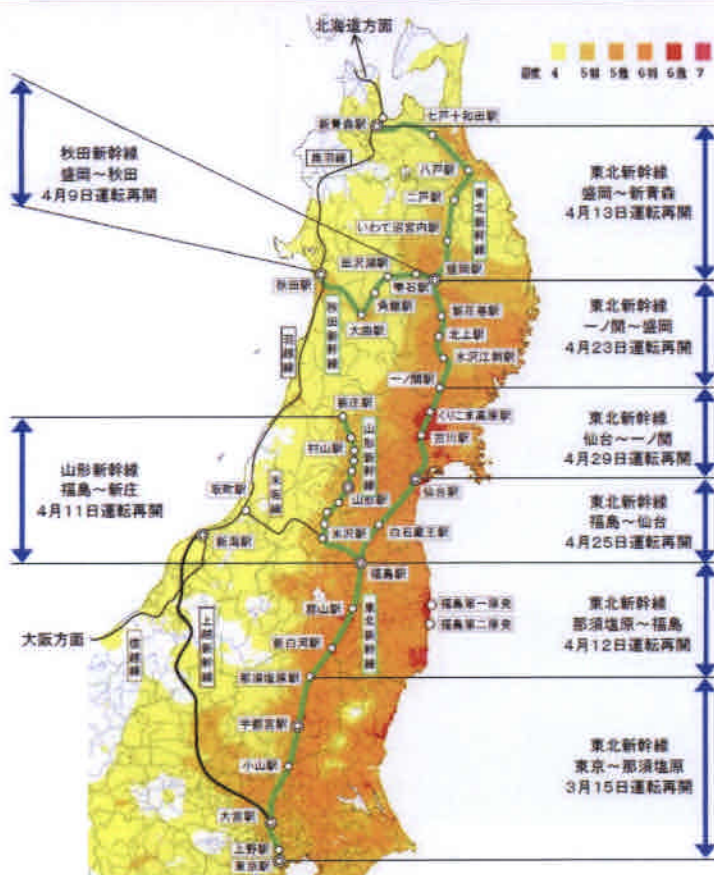 北海道方面
震度 4 5弱 5強 6弱 6強 7
七戸十和田駅
新青森駅
奥羽線
八戸駅
二戸駅
東北新幹線
いわて沼宮内駅
秋田新幹線
盛岡～秋田
4月9日運転再開
東北新幹線
盛岡～新青森
4月13日運転再開
田沢湖駅
盛岡駅
秋田駅
雫石駅
角館駅
大曲駅
秋田新幹線
新花巻駅
北上駅
水沢江刺駅
一ノ関駅
羽越線
東北新幹線
一ノ関～盛岡
4月23日運転再開
新庄駅
くりこま高原駅
古川駅
村山駅
山形新幹線
東北新幹線
仙台～一ノ関
4月29日運転再開
山形新幹線
福島～新庄
4月11日運転再開
坂町駅
米坂線
山形駅
仙台駅
新潟駅
米沢駅
白石蔵王駅
東北新幹線
福島～仙台
4月25日運転再開
福島駅
郡山駅
東北新幹線
福島第一原発
福島第二原発
大阪方面
信越線
上越新幹線
新白河駅
那須塩原駅
東北新幹線
那須塩原～福島
4月12日運転再開
宇都宮駅
小山駅
大宮駅
上野駅
東京駅
東北新幹線
東京～那須塩原
3月15日運転再開